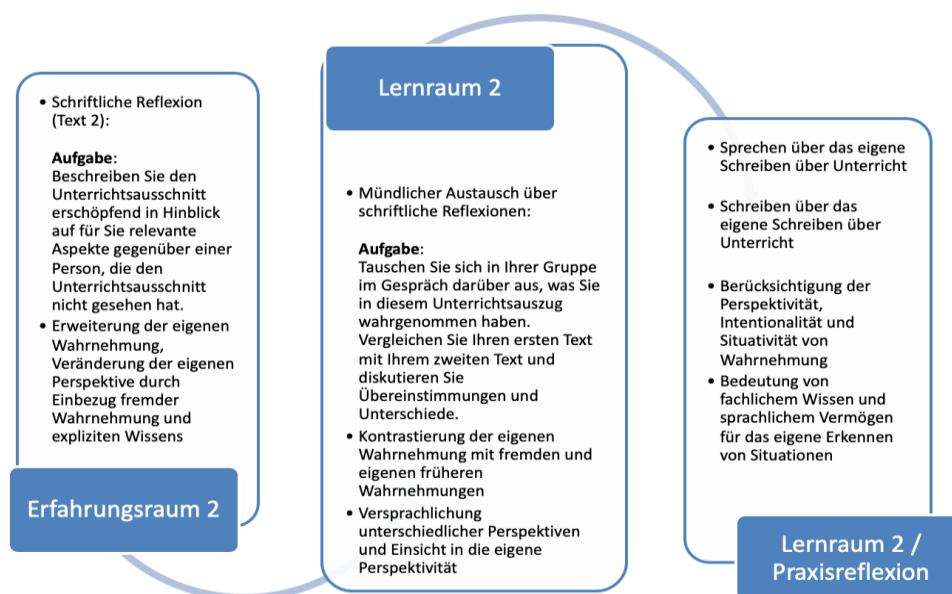 • Schriftliche Reflexion
(Text 2):
Aufgabe:
Beschreiben Sie den
Unterrichtsausschnitt
erschöpfend in Hinblick
auf für Sie relevante
Aspekte gegenüber einer
Person, die den
Unterrichtsausschnitt
nicht gesehen hat.
• Erweiterung der eigenen
Wahrnehmung,
Veränderung der eigenen
Perspektive durch
Einbezug fremder
Wahrnehmung und
expliziten Wissens
Erfahrungsraum 2
Lernraum 2
• Mündlicher Austausch über
schriftliche Reflexionen:
Aufgabe:
Tauschen Sie sich in Ihrer Gruppe
im Gespräch darüber aus, was Sie
in diesem Unterrichtsauszug
wahrgenommen haben.
Vergleichen Sie Ihren ersten Text
mit Ihrem zweiten Text und
diskutieren Sie
Übereinstimmungen und
Unterschiede.
• Kontrastierung der eigenen
Wahrnehmung mit fremden und
eigenen früheren
Wahrnehmungen
• Versprachlichung
unterschiedlicher Perspektiven
und Einsicht in die eigene
Perspektivität
• Sprechen über das eigene
Schreiben über Unterricht
• Schreiben über das
eigene Schreiben über
Unterricht
• Berücksichtigung der
Perspektivität,
Intentionalität und
Situativität von
Wahrnehmung
• Bedeutung von
fachlichem Wissen und
sprachlichem Vermögen
für das eigene Erkennen
von Situationen
Lernraum 2 /
Praxisreflexion